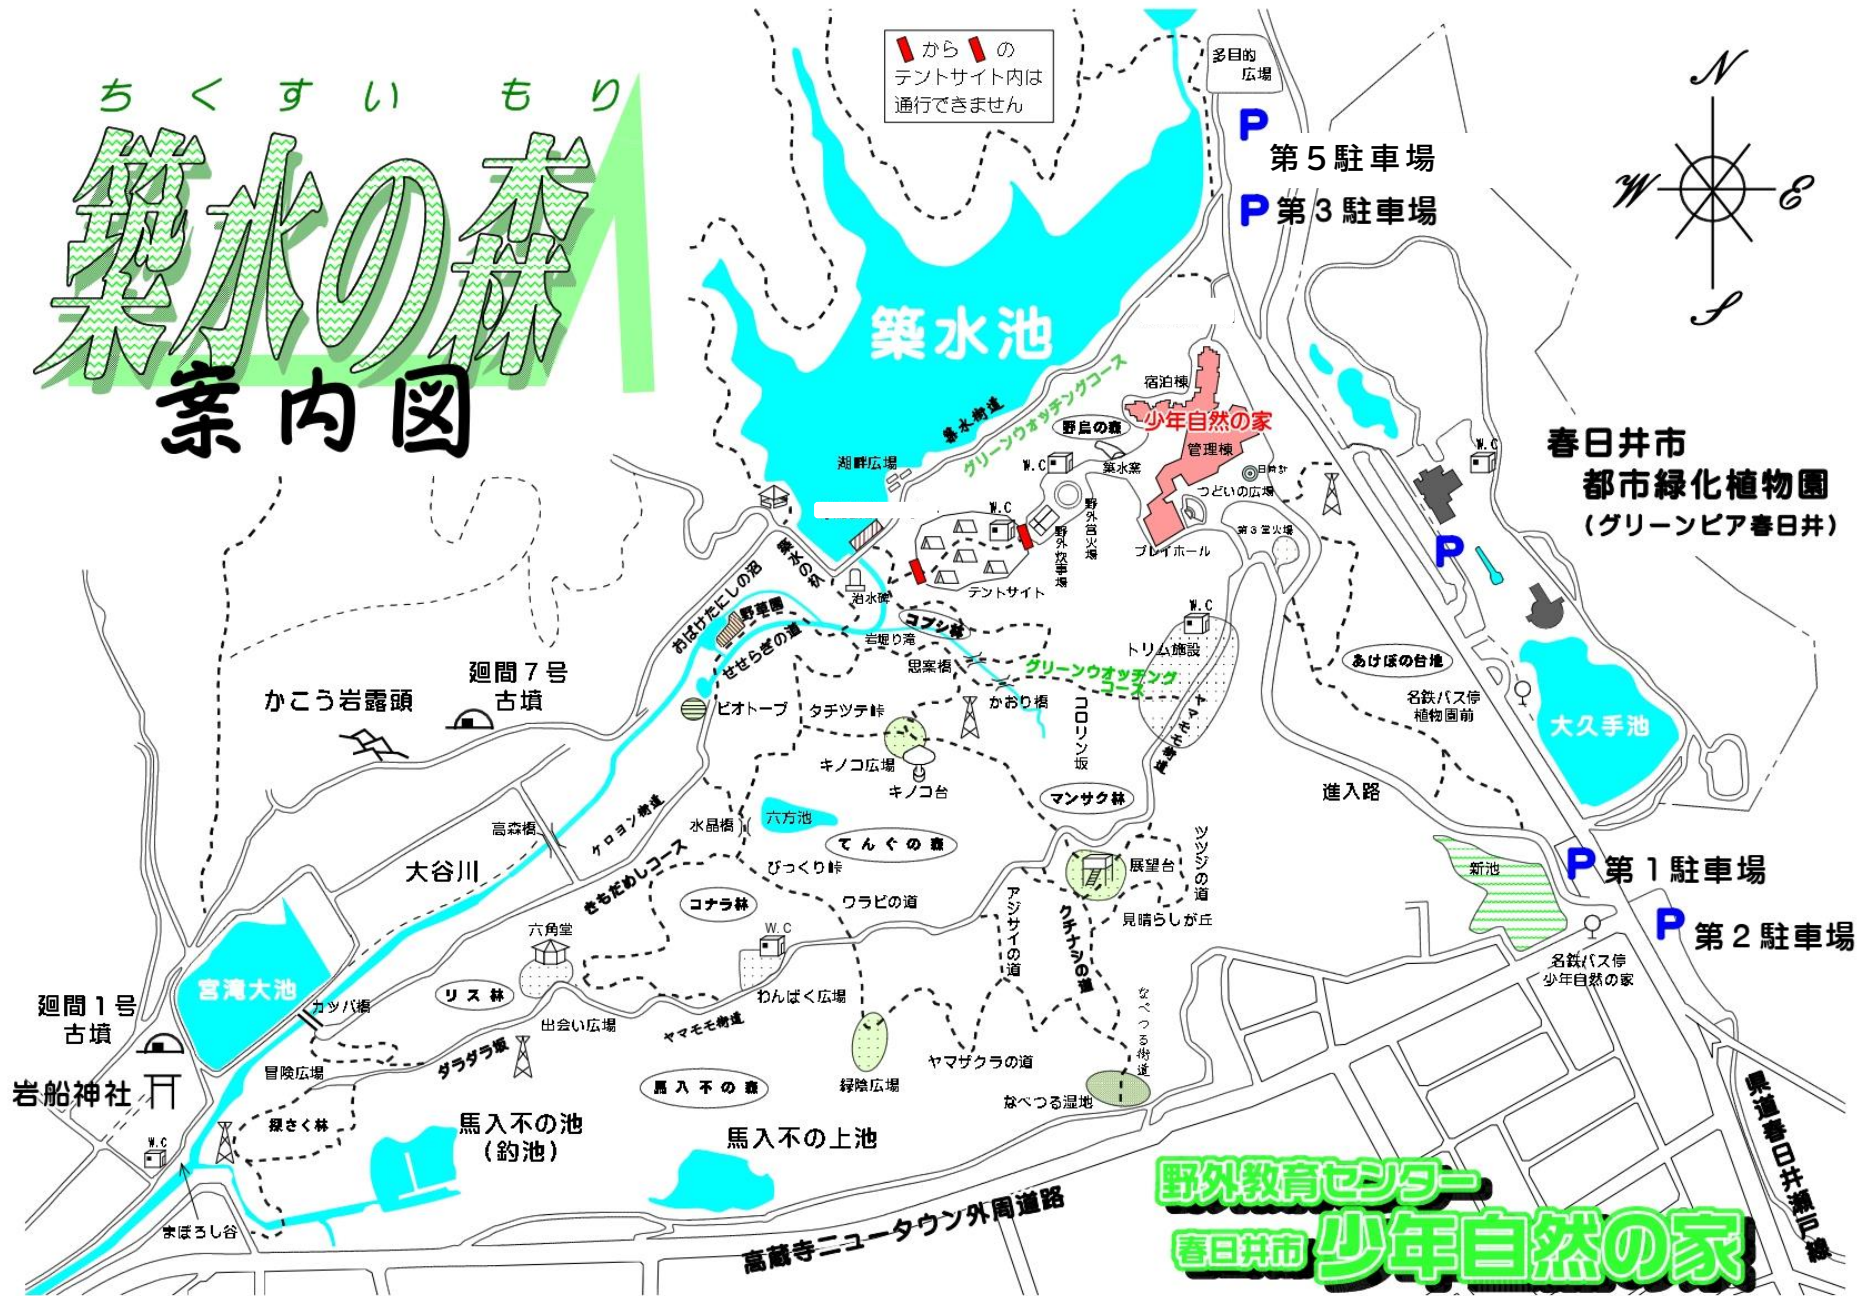 ちくすい もり
築水の森
案内図
から の
テントサイト内は
通行できません
多目的
広場
P
第5駐車場
P 第3駐車場
N
W
E
S
築水池
築水街道
グリーンウオッチングコース
宿泊棟
少年自然の家
管理棟
野鳥の森
W.C
築水窯
日時計
つどいの広場
湖畔広場
W.C
野外営火場
野外炊事場
第3営火場
プレイホール
テントサイト
W.C
春日井市
都市緑化植物園
(グリーンピア春日井)
P
治水碑
おばけたにしの沼
野草園
せせらぎの道
コブシ林
岩堀り滝
思案橋
グリーンウオッチング
コース
かおり橋
W.C
トリム施設
ヤマモモ街道
あけぼの台地
名鉄バス停
植物園前
大久手池
廻間7号
古墳
かこう岩露頭
ビオトープ
タチツテ峠
コロリン坂
キノコ広場
キノコ台
マンサク林
進入路
高森橋
ケロヨン街道
水晶橋
六方池
てんぐの森
びっくり峠
大谷川
きもだめしコース
コナラ林
ワラビの道
展望台
ツツジの道
見晴らしが丘
アジサイの道
クチナシの道
新池
P 第1駐車場
P 第2駐車場
名鉄バス停
少年自然の家
六角堂
W.C
わんぱく広場
宮滝大池
カッパ橋
リス林
出会い広場
ヤマモモ街道
なべつる街道
廻間1号
古墳
冒険広場
ダラダラ坂
ヤマザクラの道
緑陰広場
馬入不の森
なべつる湿地
岩船神社
探さく林
W.C
馬入不の池
(釣池)
馬入不の上池
まぼろし谷
高蔵寺ニュータウン外周道路
県道春日井瀬戸線
野外教育センター
春日井市 少年自然の家